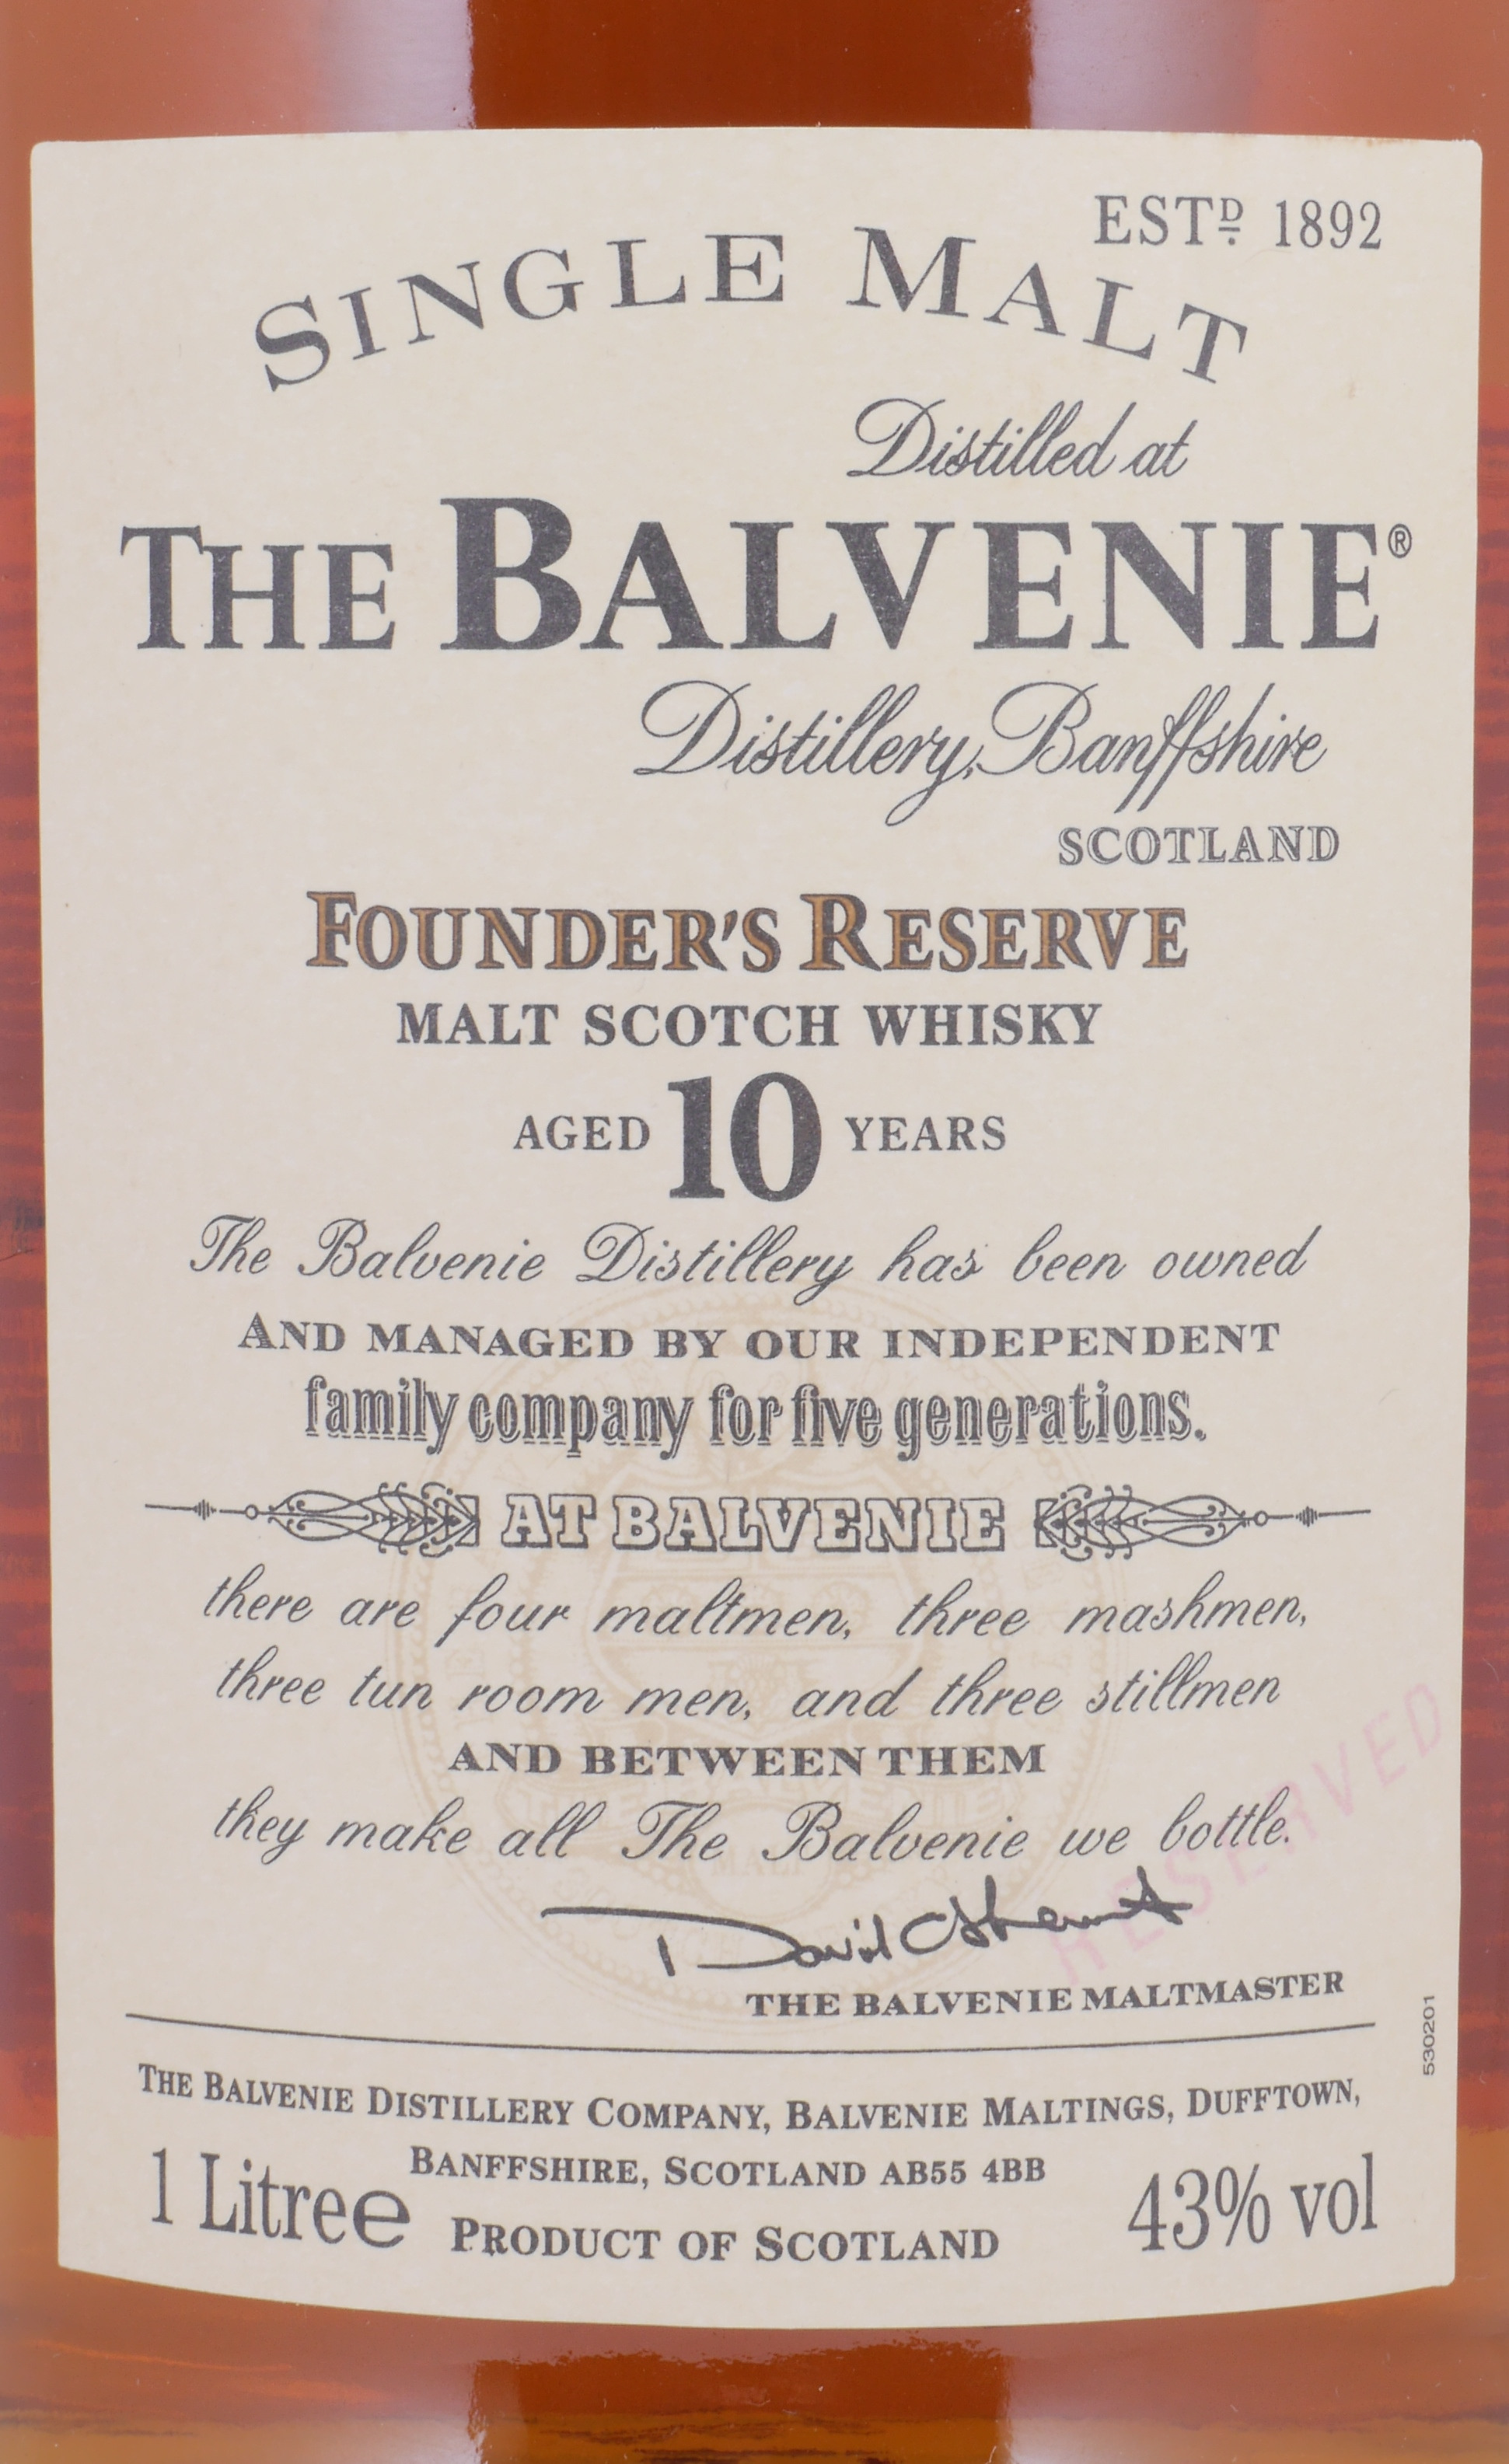 ESTD. 1892
SINGLE MALT
Distilled at
THE BALVENIE®
Distillery, Banffshire
SCOTLAND
FOUNDER'S RESERVE
MALT SCOTCH WHISKY
AGED 10 YEARS
The Balvenie Distillery has been owned
AND MANAGED BY OUR INDEPENDENT
family company for five generations.
AT BALVENIE
there are four maltmen, three mashmen,
three tun room men, and three stillmen
AND BETWEEN THEM
they make all The Balvenie we bottle.
RESERVED
David C Stewart
THE BALVENIE MALTMASTER
530201
THE BALVENIE DISTILLERY COMPANY, BALVENIE MALTINGS, DUFFTOWN,
BANFFSHIRE, SCOTLAND AB55 4BB
1 Litre e PRODUCT OF SCOTLAND 43% vol